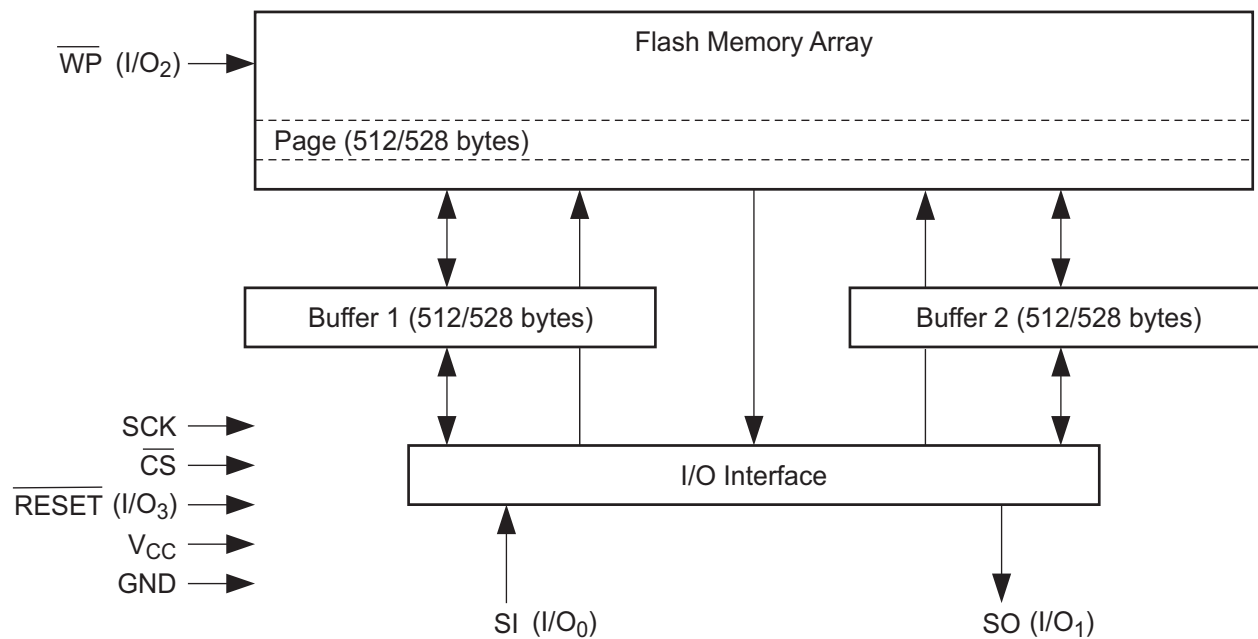 Flash Memory Array
WP (I/O2)
Page (512/528 bytes)
Buffer 1 (512/528 bytes)
Buffer 2 (512/528 bytes)
SCK
CS
I/O Interface
RESET (I/O3)
VCC
GND
SI (I/O0)
SO (I/O1)